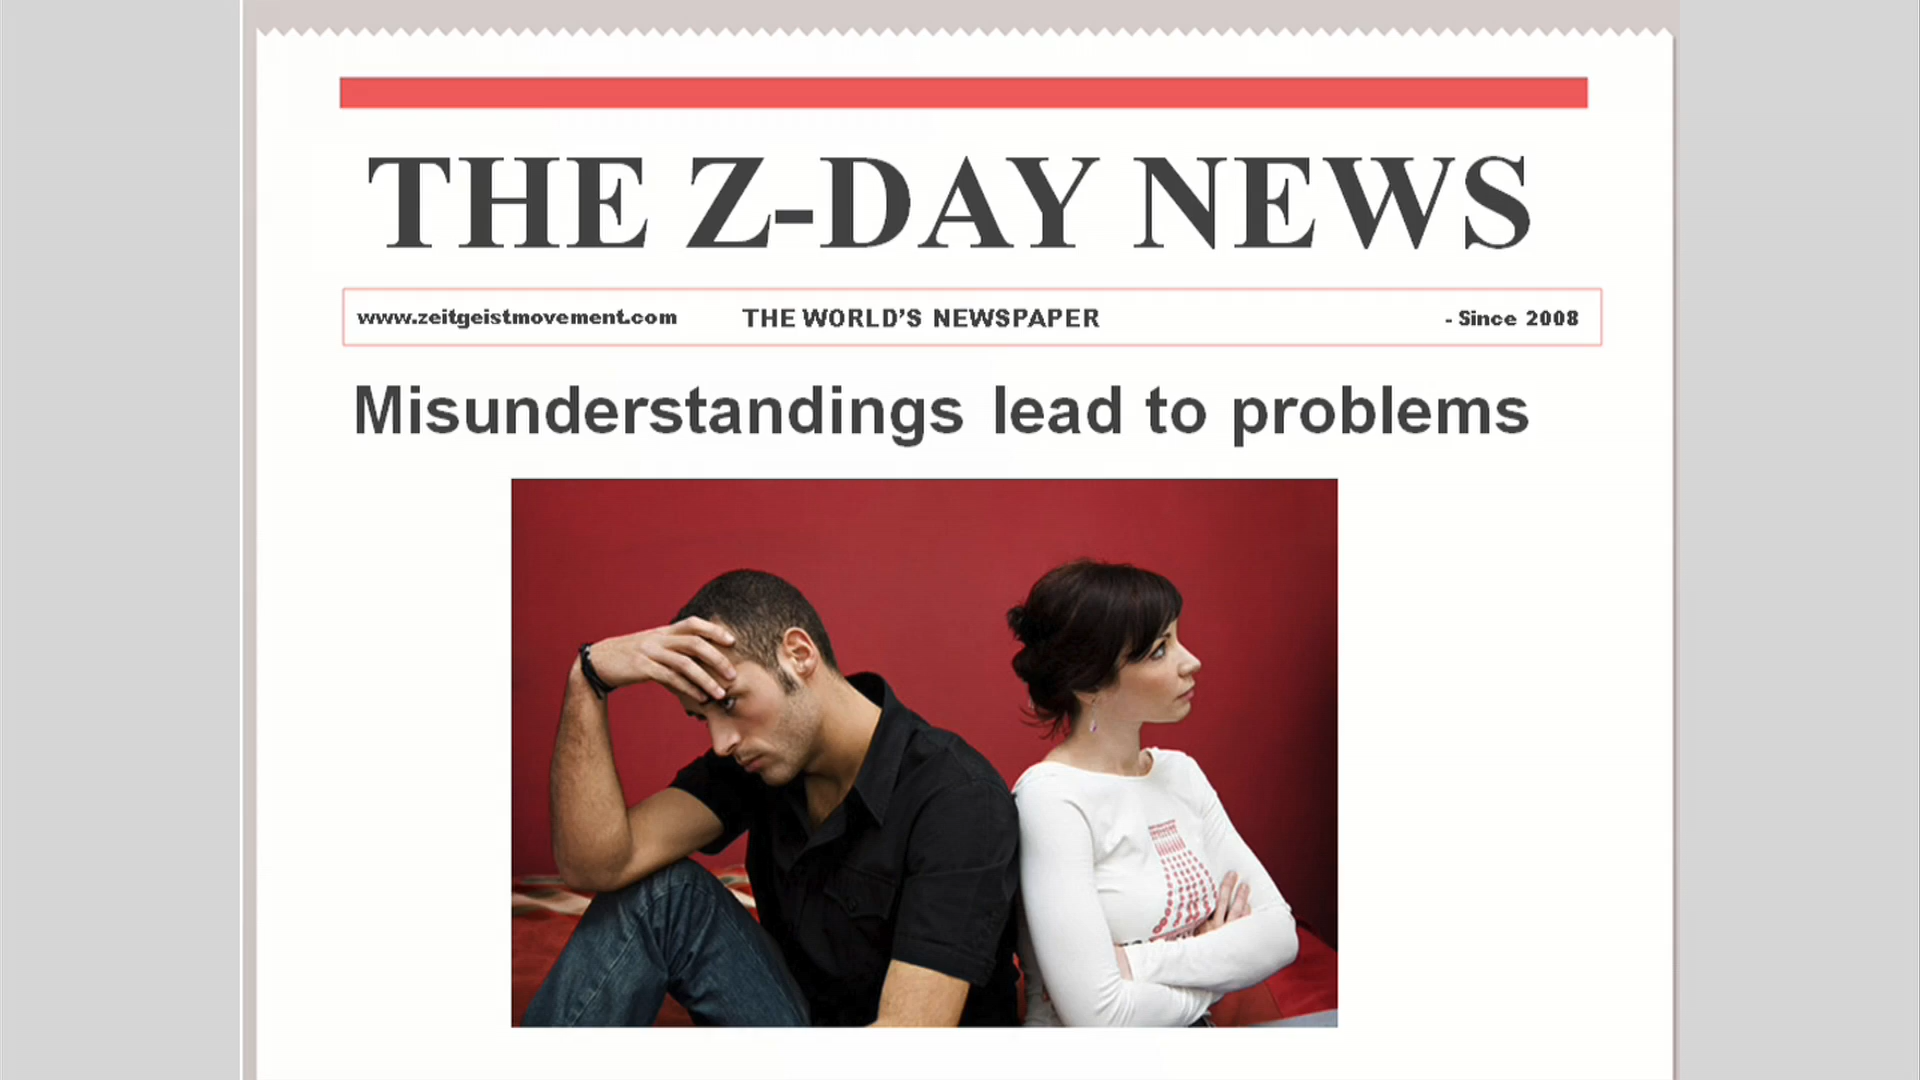 THE Z-DAY NEWS
www.zeitgeistmovement.com THE WORLD’S NEWSPAPER - Since 2008
Misunderstandings lead to problems